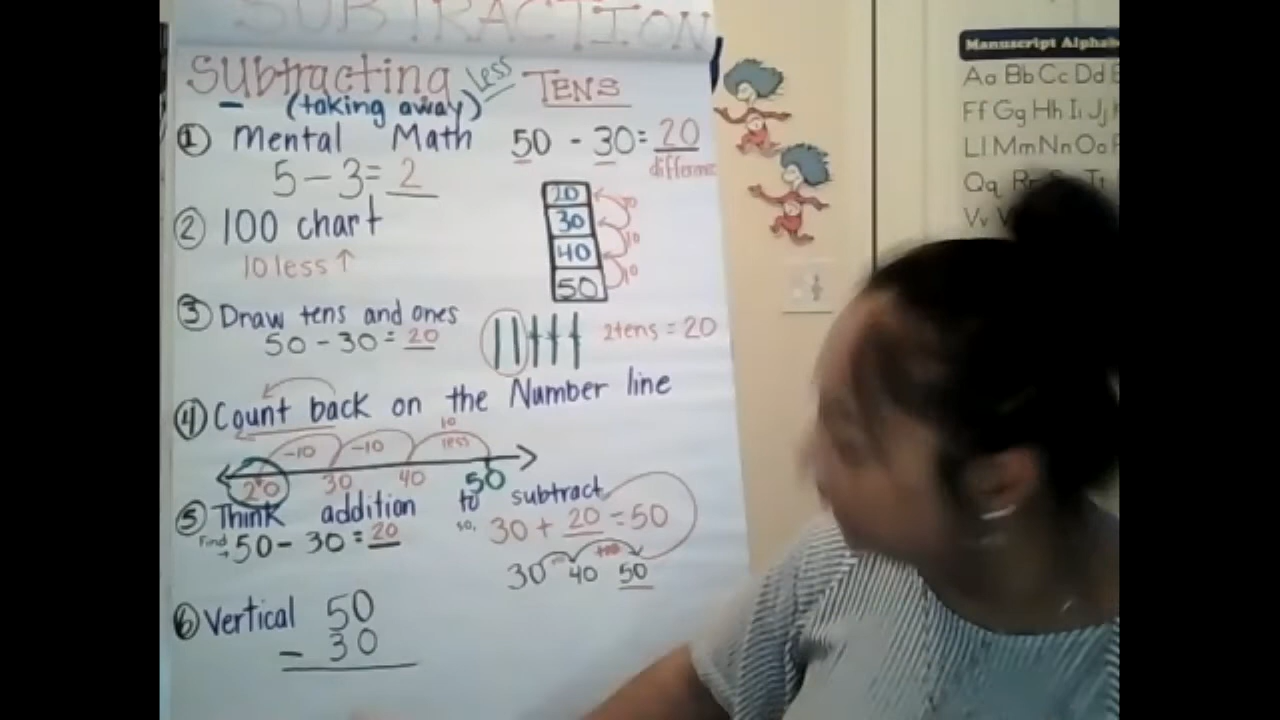 SUBTRACTION
Subtracting less TENS
- (taking away)
① Mental Math 50 - 30 = 20
5 - 3 = 2 difference
② 100 chart
10 less ↑
20
30
40
50
10
10
10
③ Draw tens and ones
50 - 30 = 20 2 tens = 20
④ Count back on the Number line
-10 -10 10 less
20 30 40 50
⑤ Think addition to subtract
Find → 50 - 30 = 20 so, 30 + 20 = 50
30 40 50
⑥ Vertical 50
- 30
Manuscript Alphab
Aa Bb Cc Dd E
Ff Gg Hh Ii Jj K
Ll Mm Nn Oo P
Qq Rr Tt
Vv